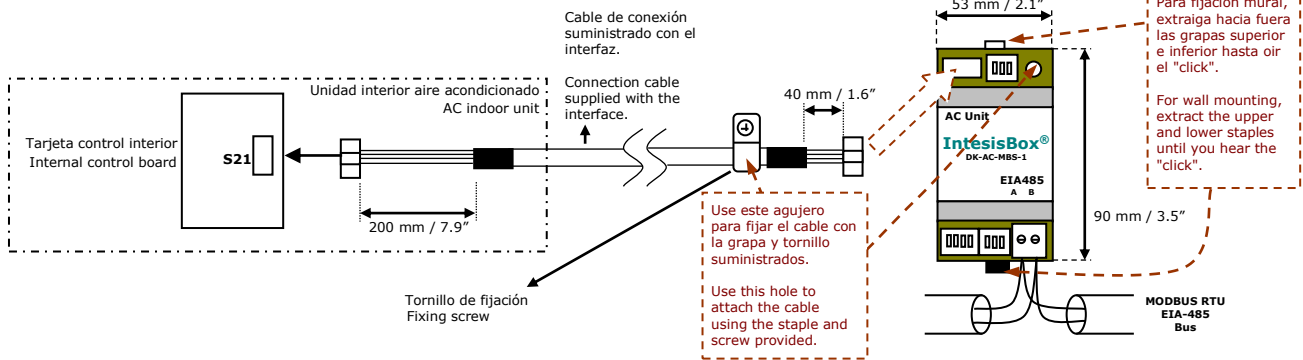 Cable de conexión
suministrado con el
interfaz.
Connection cable
supplied with the
interface.
53 mm / 2.1”
Para fijación mural,
extraiga hacia fuera
las grapas superior
e inferior hasta oir
el "click".
For wall mounting,
extract the upper
and lower staples
until you hear the
"click".
Unidad interior aire acondicionado
AC indoor unit
40 mm / 1.6”
Tarjeta control interior
Internal control board
S21
200 mm / 7.9”
AC Unit
IntesisBox®
DK-AC-MBS-1
EIA485
A B
90 mm / 3.5”
Use este agujero
para fijar el cable con
la grapa y tornillo
suministrados.
Use this hole to
attach the cable
using the staple and
screw provided.
Tornillo de fijación
Fixing screw
MODBUS RTU
EIA-485
Bus